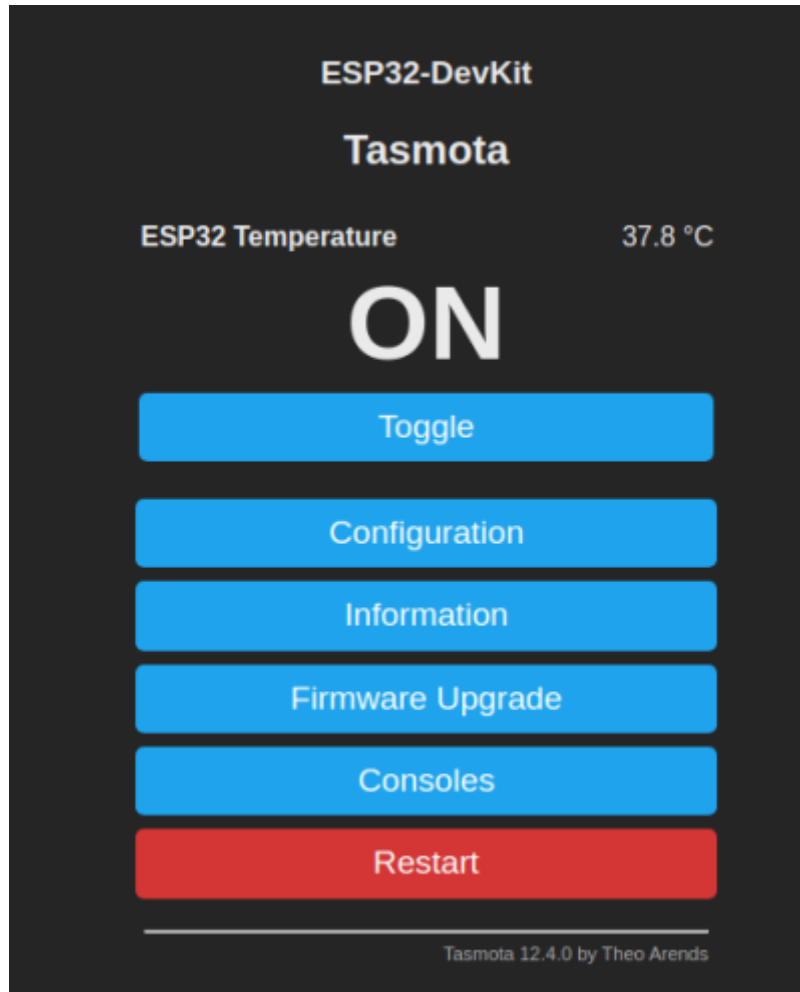 ESP32-DevKit
Tasmota
ESP32 Temperature 37.8 °C
ON
Toggle
Configuration
Information
Firmware Upgrade
Consoles
Restart
Tasmota 12.4.0 by Theo Arends